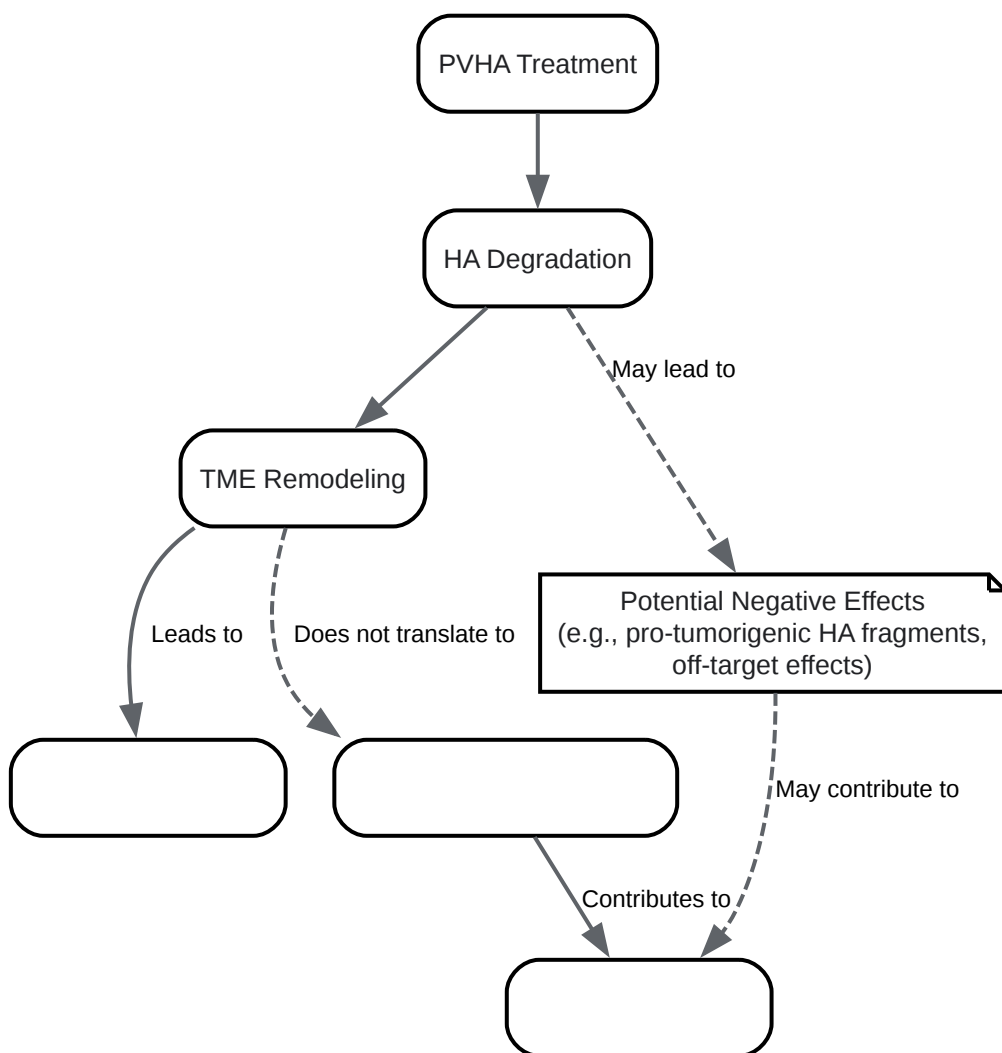 PVHA Treatment
HA Degradation
May lead to
TME Remodeling
Potential Negative Effects
(e.g., pro-tumorigenic HA fragments,
off-target effects)
Leads to
Does not translate to
May contribute to
Contributes to